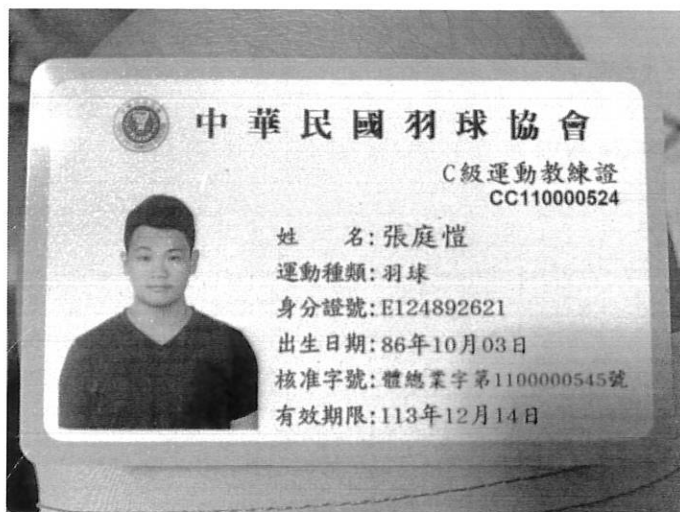 中華民國羽球協會
C級運動教練證
CC110000524
姓 名:張庭愷
運動種類:羽球
身分證號:E124892621
出生日期:86年10月03日
核准字號:體總業字第1100000545號
有效期限:113年12月14日